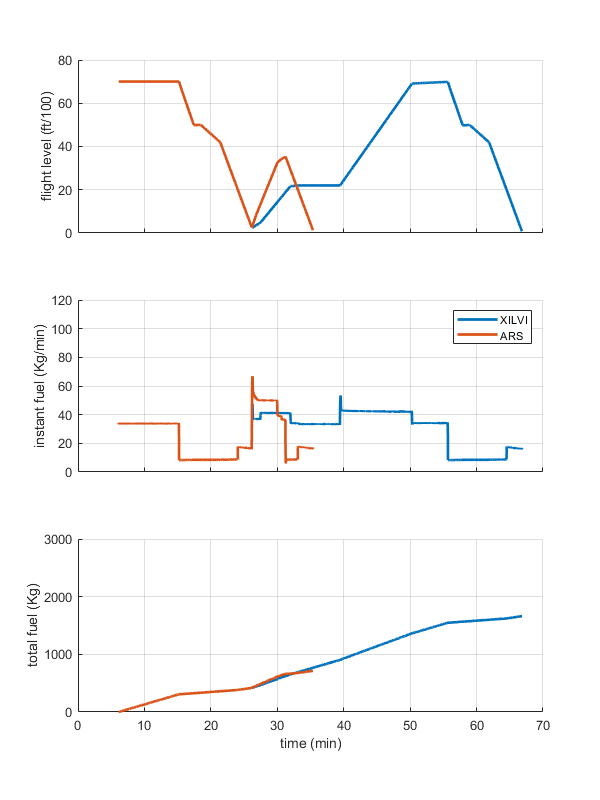 80
60
40
20
0
flight level (ft/100)
120
100
80
60
40
20
0
instant fuel (Kg/min)
XILVI
ARS
3000
2000
1000
0
total fuel (Kg)
0 10 20 30 40 50 60 70
time (min)